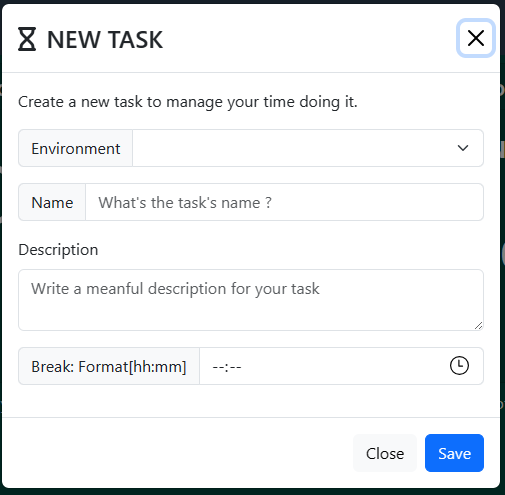 NEW TASK
Create a new task to manage your time doing it.
Environment
Name What's the task's name ?
Description
Write a meanful description for your task
Break: Format[hh:mm] --:--
Close Save